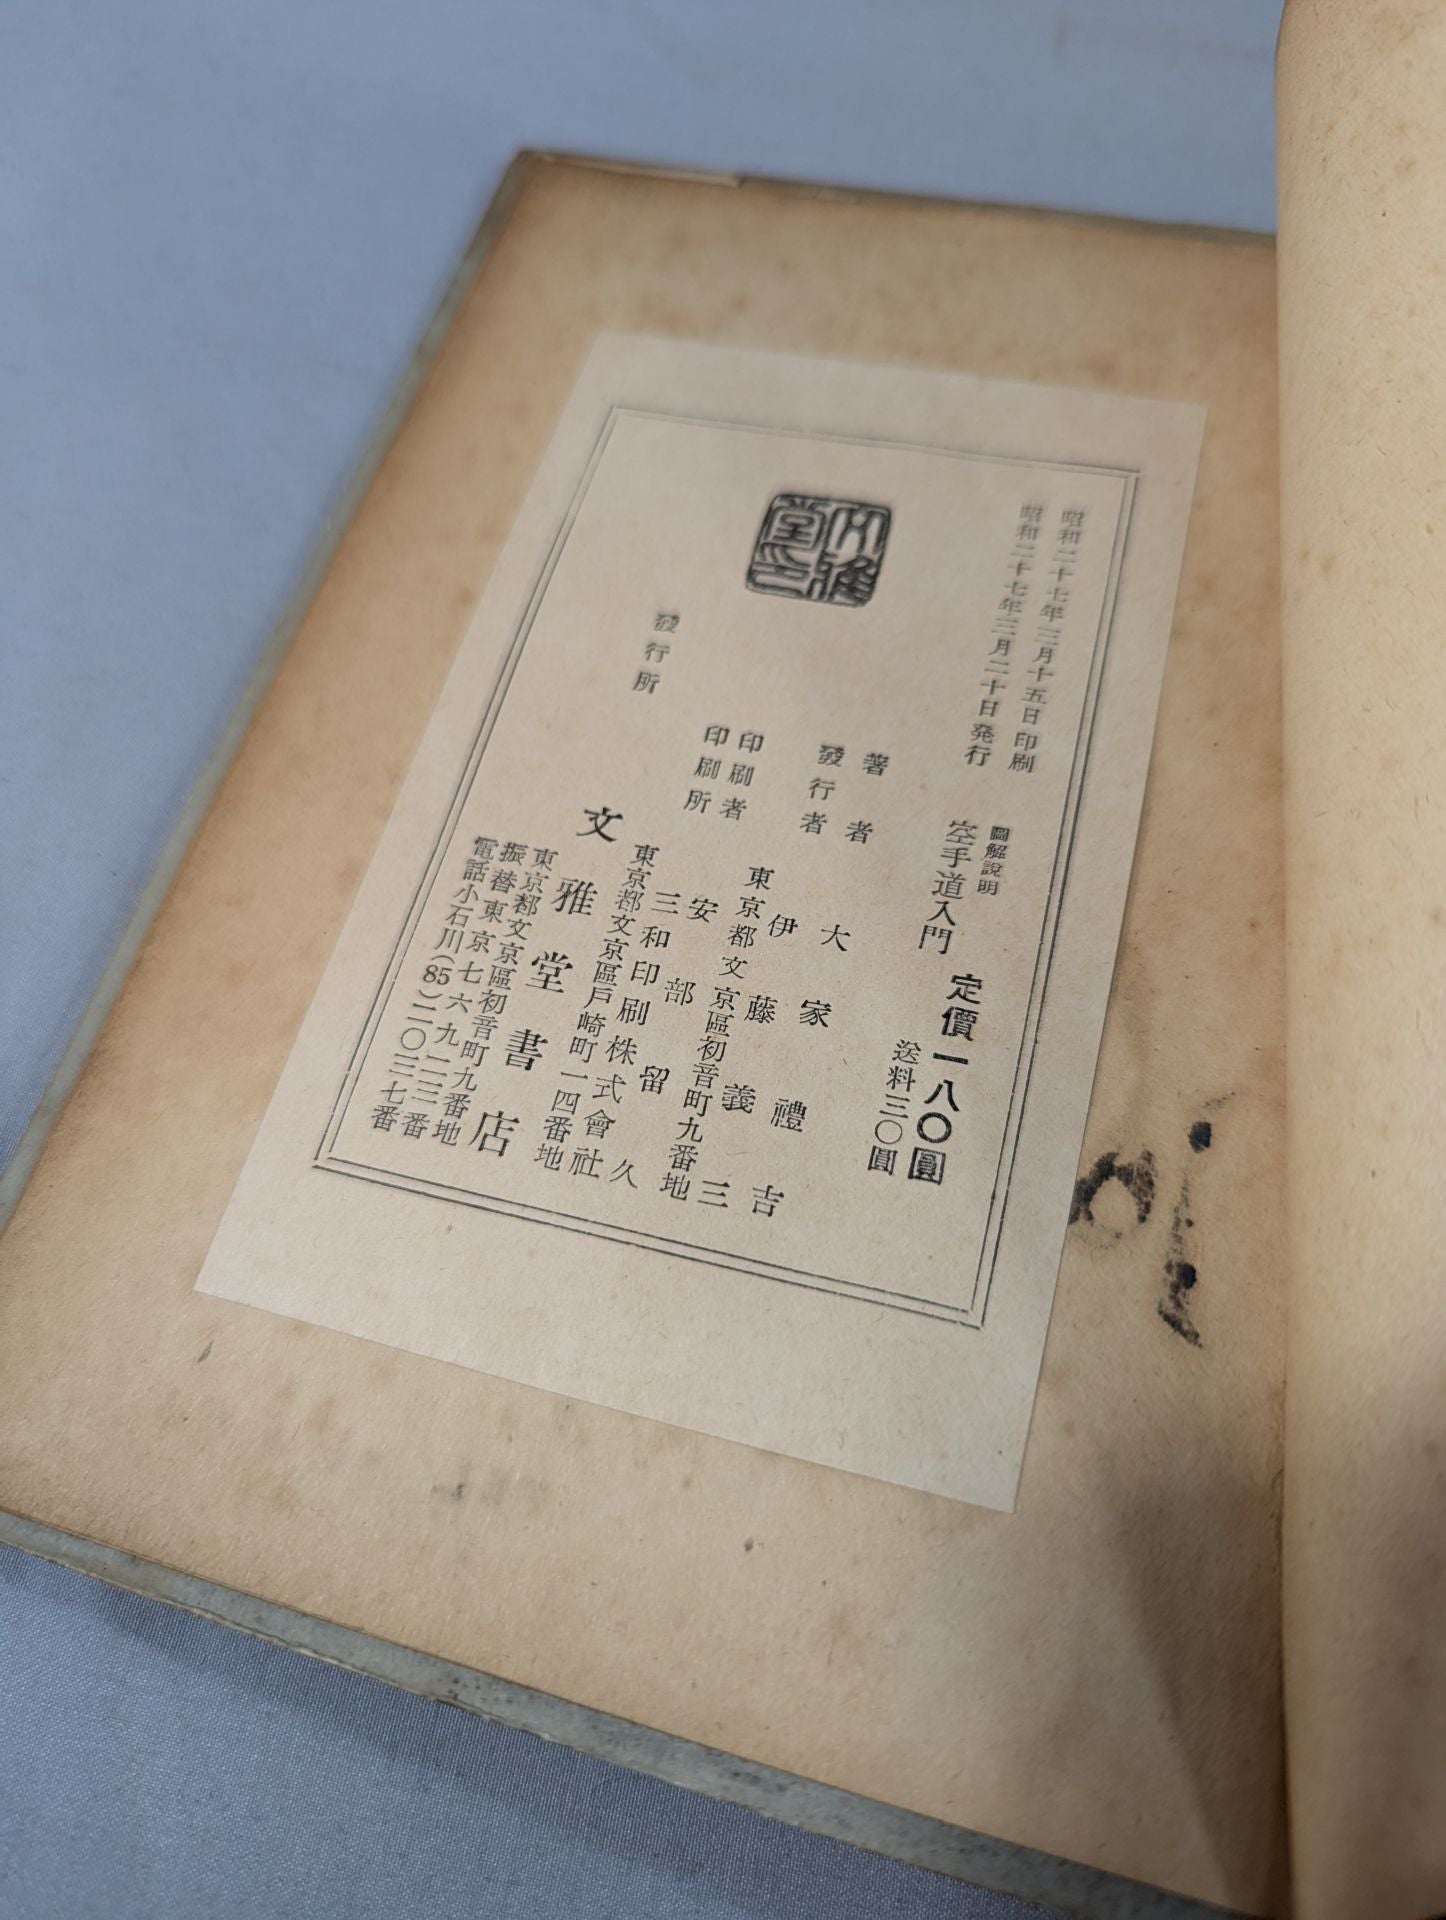 昭和二十七年三月十五日印刷
昭和二十七年三月二十日発行
圖解說明
空手道入門
定價一八〇圓
送料三〇圓
著者 大家禮吉
發行者 伊藤義三
東京都文京區初音町九番地
印刷者 安部留久
印刷所 三和印刷株式會社
東京都文京區戸崎町一四番地
發行所 文雅堂書店
東京都文京區初音町九番地
振替東京七六九一三三番
電話小石川(85)二〇三七番
文雅堂印